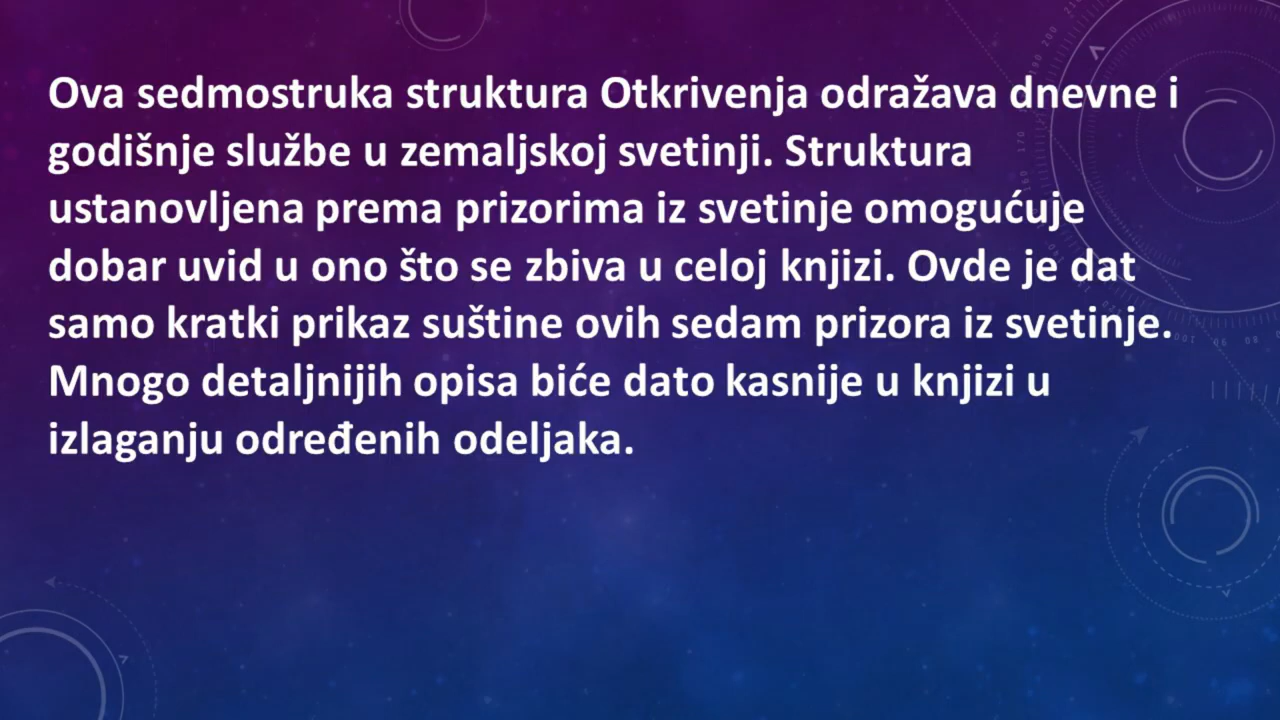 Ova sedmostruka struktura Otkrivenja odražava dnevne i
godišnje službe u zemaljskoj svetinji. Struktura
ustanovljena prema prizorima iz svetinje omogućuje
dobar uvid u ono što se zbiva u celoj knjizi. Ovde je dat
samo kratki prikaz suštine ovih sedam prizora iz svetinje.
Mnogo detaljnijih opisa biće dato kasnije u knjizi u
izlaganju određenih odeljaka.